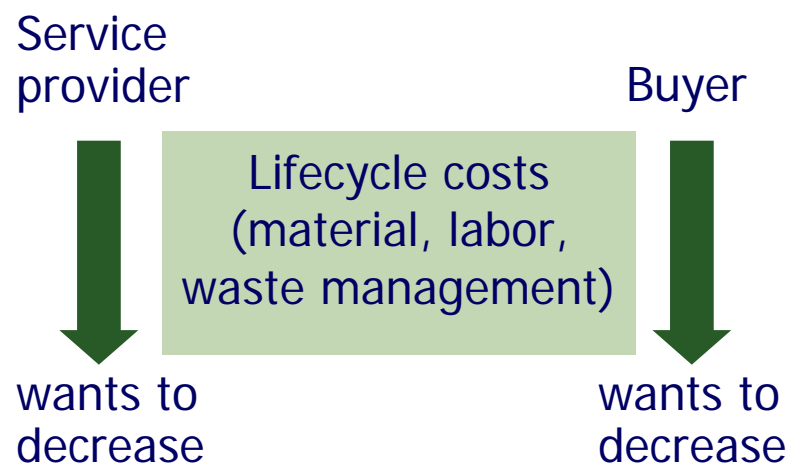 Service
provider
Buyer
Lifecycle costs
(material, labor,
waste management)
wants to
decrease
wants to
decrease